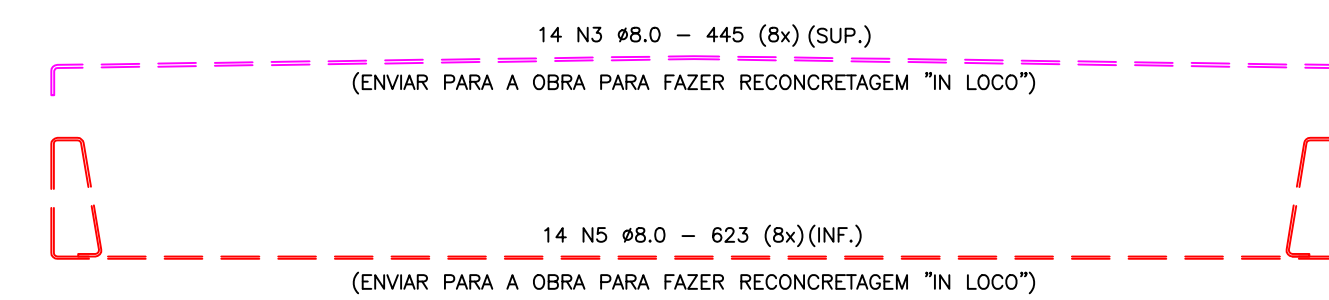 14 N3 ø8.0 – 445 (8x) (SUP.)
(ENVIAR PARA A OBRA PARA FAZER RECONCRETAGEM "IN LOCO")
14 N5 ø8.0 – 623 (8x) (INF.)
(ENVIAR PARA A OBRA PARA FAZER RECONCRETAGEM "IN LOCO")